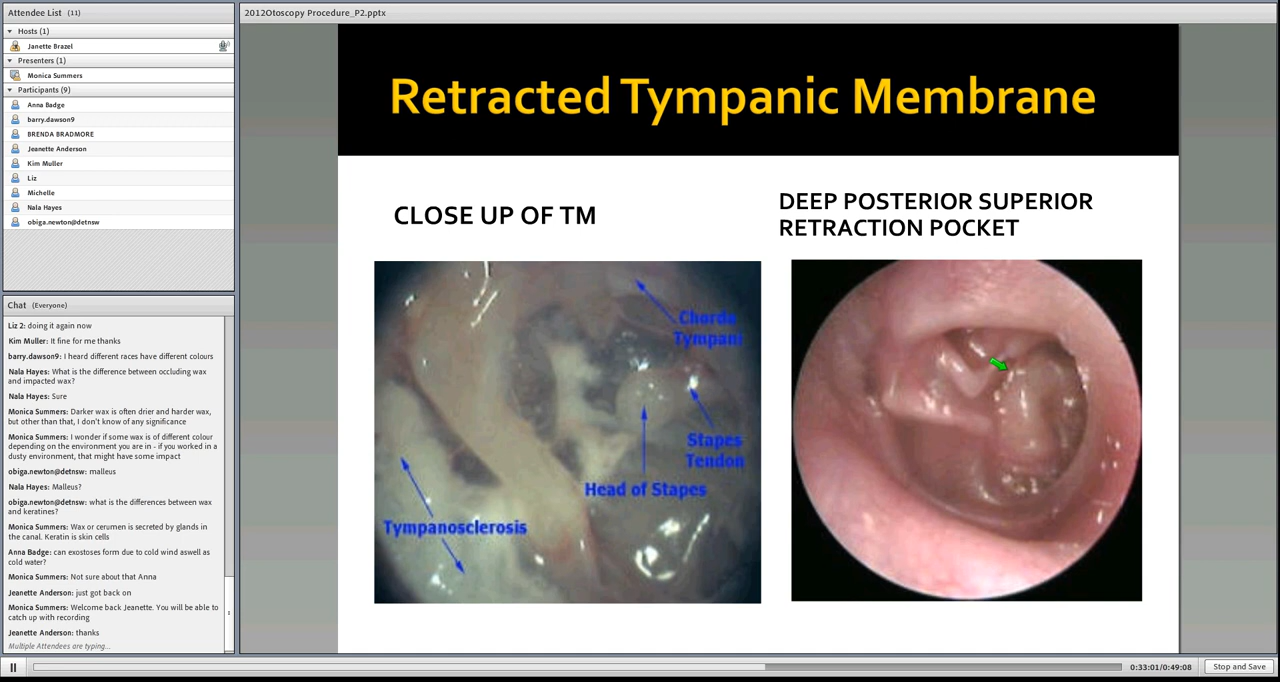 Attendee List (11)
Hosts (1)
Janette Brazel
Presenters (1)
Monica Summers
Participants (9)
Anna Badge
barry.dawson9
BRENDA BRADMORE
Jeanette Anderson
Kim Muller
Liz
Michelle
Nala Hayes
obiga.newton@detnsw
Chat (Everyone)
Liz 2: doing it again now
Kim Muller: It fine for me thanks
barry.dawson9: I heard different races have different colours
Nala Hayes: What is the difference between occluding wax
and impacted wax?
Nala Hayes: Sure
Monica Summers: Darker wax is often drier and harder wax,
but other than that, I don't know of any significance
Monica Summers: I wonder if some wax is of different colour
depending on the environment you are in - if you worked in a
dusty environment, that might have some impact
obiga.newton@detnsw: malleus
Nala Hayes: Malleus?
obiga.newton@detnsw: what is the differences between wax
and keratines?
Monica Summers: Wax or cerumen is secreted by glands in
the canal. Keratin is skin cells
Anna Badge: can exostoses form due to cold wind aswell as
cold water?
Monica Summers: Not sure about that Anna
Jeanette Anderson: just got back on
Monica Summers: Welcome back Jeanette. You will be able to
catch up with recording
Jeanette Anderson: thanks
Multiple Attendees are typing...
2012Otoscopy Procedure_P2.pptx
Retracted Tympanic Membrane
CLOSE UP OF TM
Chorda
Tympani
Stapes
Tendon
Head of Stapes
Tympanosclerosis
DEEP POSTERIOR SUPERIOR
RETRACTION POCKET
0:33:01/0:49:08
Stop and Save